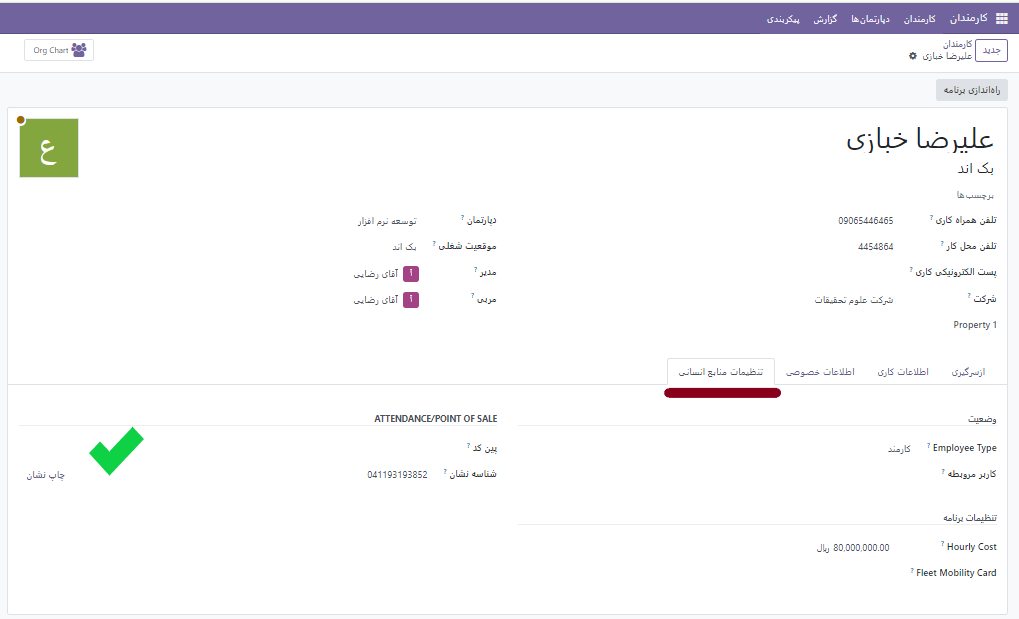 کارمندان کارمندان دپارتمان‌ها گزارش پیکربندی
جدید
کارمندان
علیرضا خبازی
Org Chart
راه‌اندازی برنامه
ع
علیرضا خبازی
بک اند
برچسب‌ها
تلفن همراه کاری ? 09065446465
تلفن محل کار ? 4454864
پست الکترونیکی کاری ?
شرکت ? شرکت علوم تحقیقات
Property 1
دپارتمان ? توسعه نرم افزار
موقعیت شغلی ? بک اند
مدیر ? آ آقای رضایی
مربی ? آ آقای رضایی
ازسرگیری اطلاعات کاری اطلاعات خصوصی تنظیمات منابع انسانی
وضعیت
Employee Type ? کارمند
کاربر مروبطه ?
ATTENDANCE/POINT OF SALE
پین کد ?
شناسه نشان ? 041193193852 چاپ نشان
تنظیمات برنامه
Hourly Cost ? 80,000,000.00 ریال
Fleet Mobility Card ?